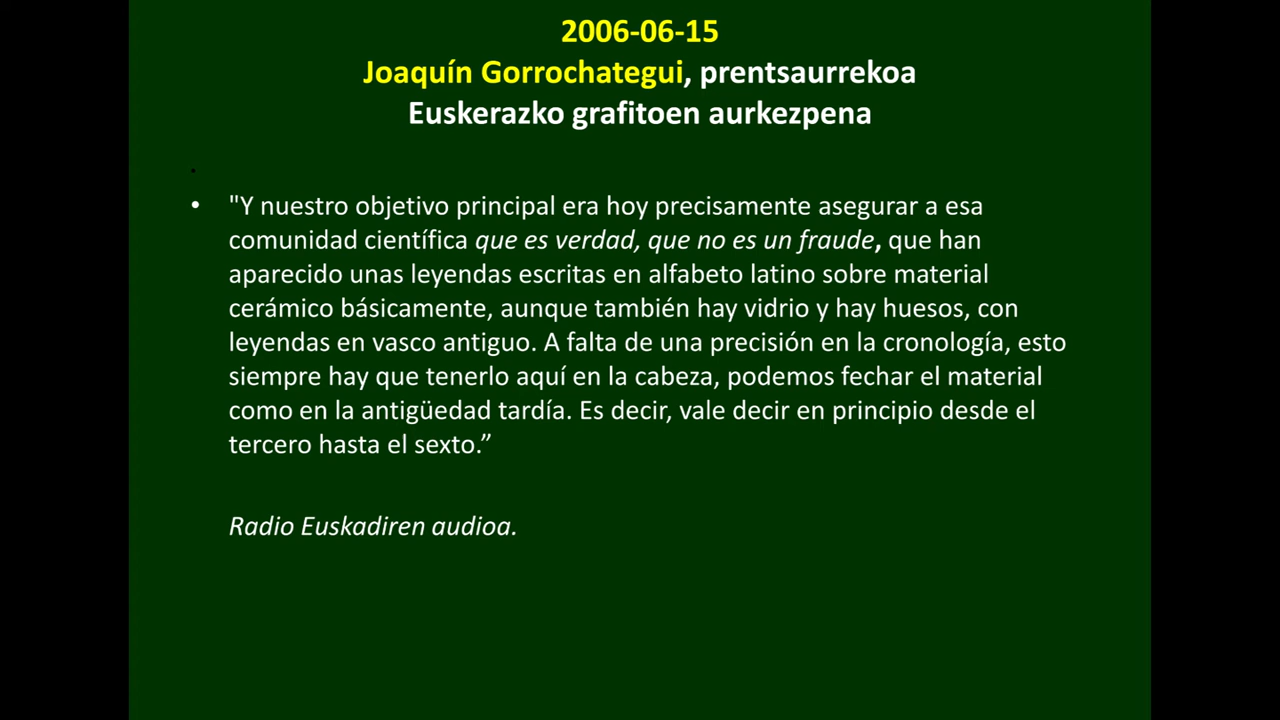 2006-06-15
Joaquín Gorrochategui, prentsaurrekoa
Euskerazko grafitoen aurkezpena
• "Y nuestro objetivo principal era hoy precisamente asegurar a esa
comunidad científica que es verdad, que no es un fraude, que han
aparecido unas leyendas escritas en alfabeto latino sobre material
cerámico básicamente, aunque también hay vidrio y hay huesos, con
leyendas en vasco antiguo. A falta de una precisión en la cronología, esto
siempre hay que tenerlo aquí en la cabeza, podemos fechar el material
como en la antigüedad tardía. Es decir, vale decir en principio desde el
tercero hasta el sexto.”
Radio Euskadiren audioa.